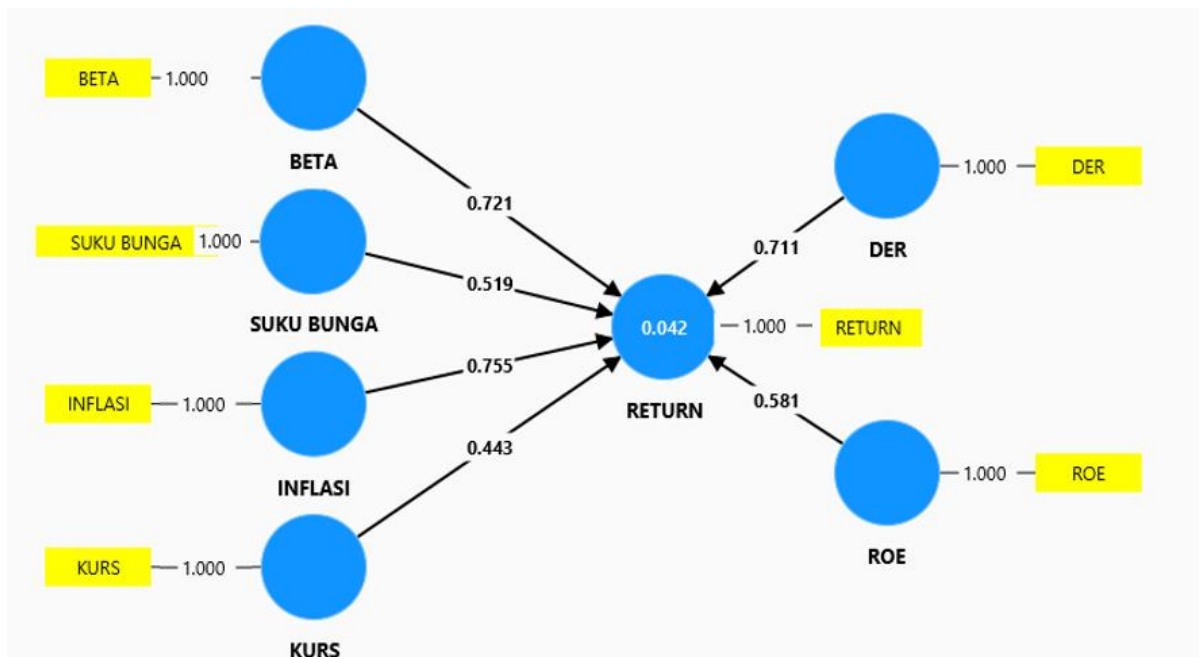 BETA
1.000
BETA
0.721
SUKU BUNGA
1.000
SUKU BUNGA
0.519
INFLASI
1.000
INFLASI
0.755
KURS
1.000
KURS
0.443
0.042
RETURN
1.000
RETURN
1.000
DER
DER
0.711
1.000
ROE
ROE
0.581